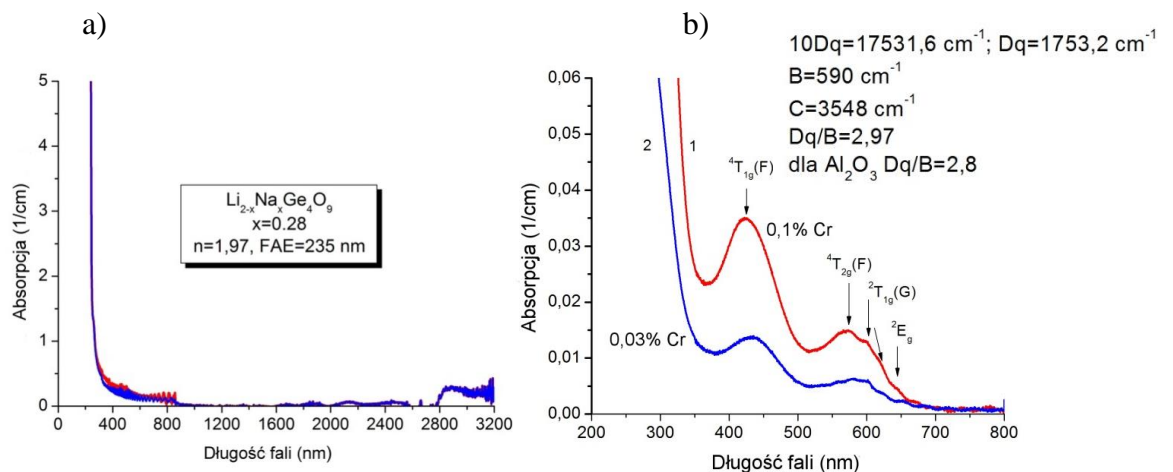 a)
Absorpcja (1/cm)
5
4
3
2
1
0
Li₂₋ₓNaₓGe₄O₉
x=0.28
n=1,97, FAE=235 nm
0 400 800 1200 1600 2000 2400 2800 3200
Długość fali (nm)
b)
10Dq=17531,6 cm⁻¹; Dq=1753,2 cm⁻¹
B=590 cm⁻¹
C=3548 cm⁻¹
Dq/B=2,97
dla Al₂O₃ Dq/B=2,8
Absorpcja (1/cm)
0,06
0,05
0,04
0,03
0,02
0,01
0,00
2 1
⁴T₁g(F)
0,1% Cr
⁴T₂g(F)
²T₁g(G)
²Eg
0,03% Cr
200 300 400 500 600 700 800
Długość fali (nm)